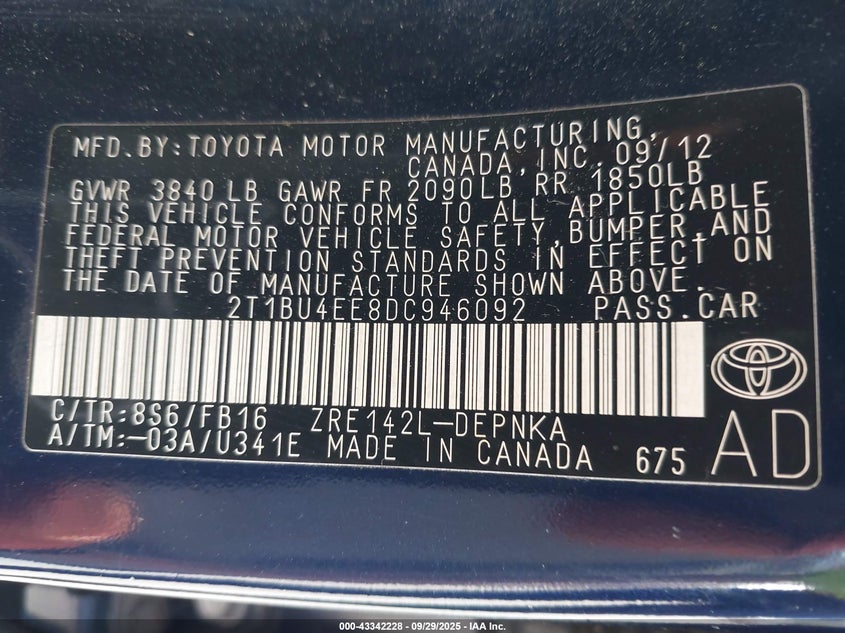 MFD.BY:TOYOTA MOTOR MANUFACTURING,
CANADA,INC. 09/12
GVWR 3840 LB GAWR FR 2090LB RR 1850LB
THIS VEHICLE CONFORMS TO ALL APPLICABLE
FEDERAL MOTOR VEHICLE SAFETY,BUMPER,AND
THEFT PREVENTION STANDARDS IN EFFECT ON
THE DATE OF MANUFACTURE SHOWN ABOVE.
2T1BU4EE8DC946092 PASS.CAR
C/TR:8S6/FB16 ZRE142L-DEPNKA
A/TM:-03A/U341E MADE IN CANADA 675
AD
000-43342228 - 09/29/2025 - IAA Inc.